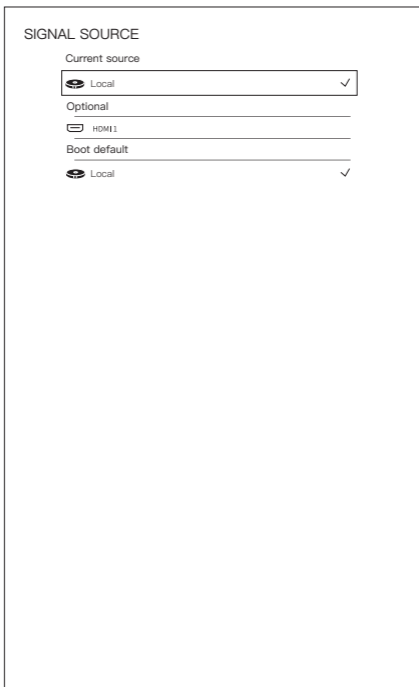 SIGNAL SOURCE
Current source
Local
Optional
HDMI1
Boot default
Local